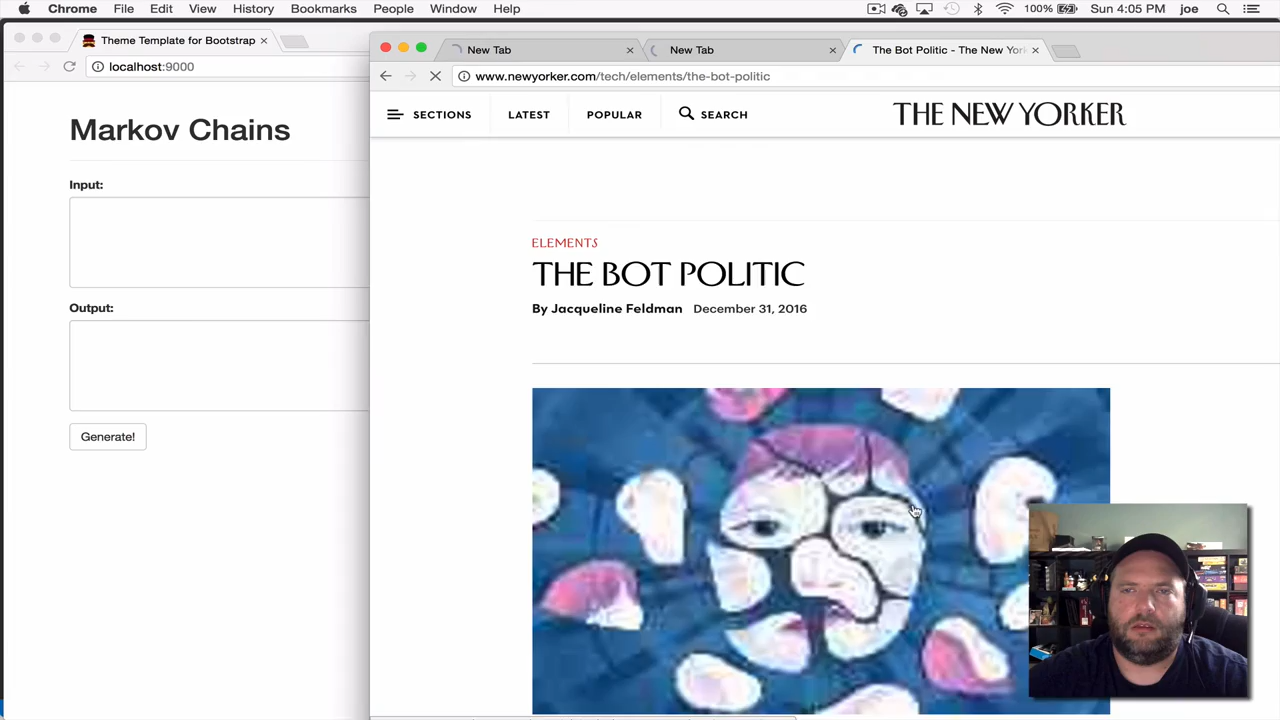 Chrome File Edit View History Bookmarks People Window Help 100% Sun 4:05 PM joe
Theme Template for Bootstrap
localhost:9000
Markov Chains
Input:
Output:
Generate!
New Tab New Tab The Bot Politic - The New Yor
www.newyorker.com/tech/elements/the-bot-politic
SECTIONS LATEST POPULAR SEARCH THE NEW YORKER
ELEMENTS
THE BOT POLITIC
By Jacqueline Feldman December 31, 2016